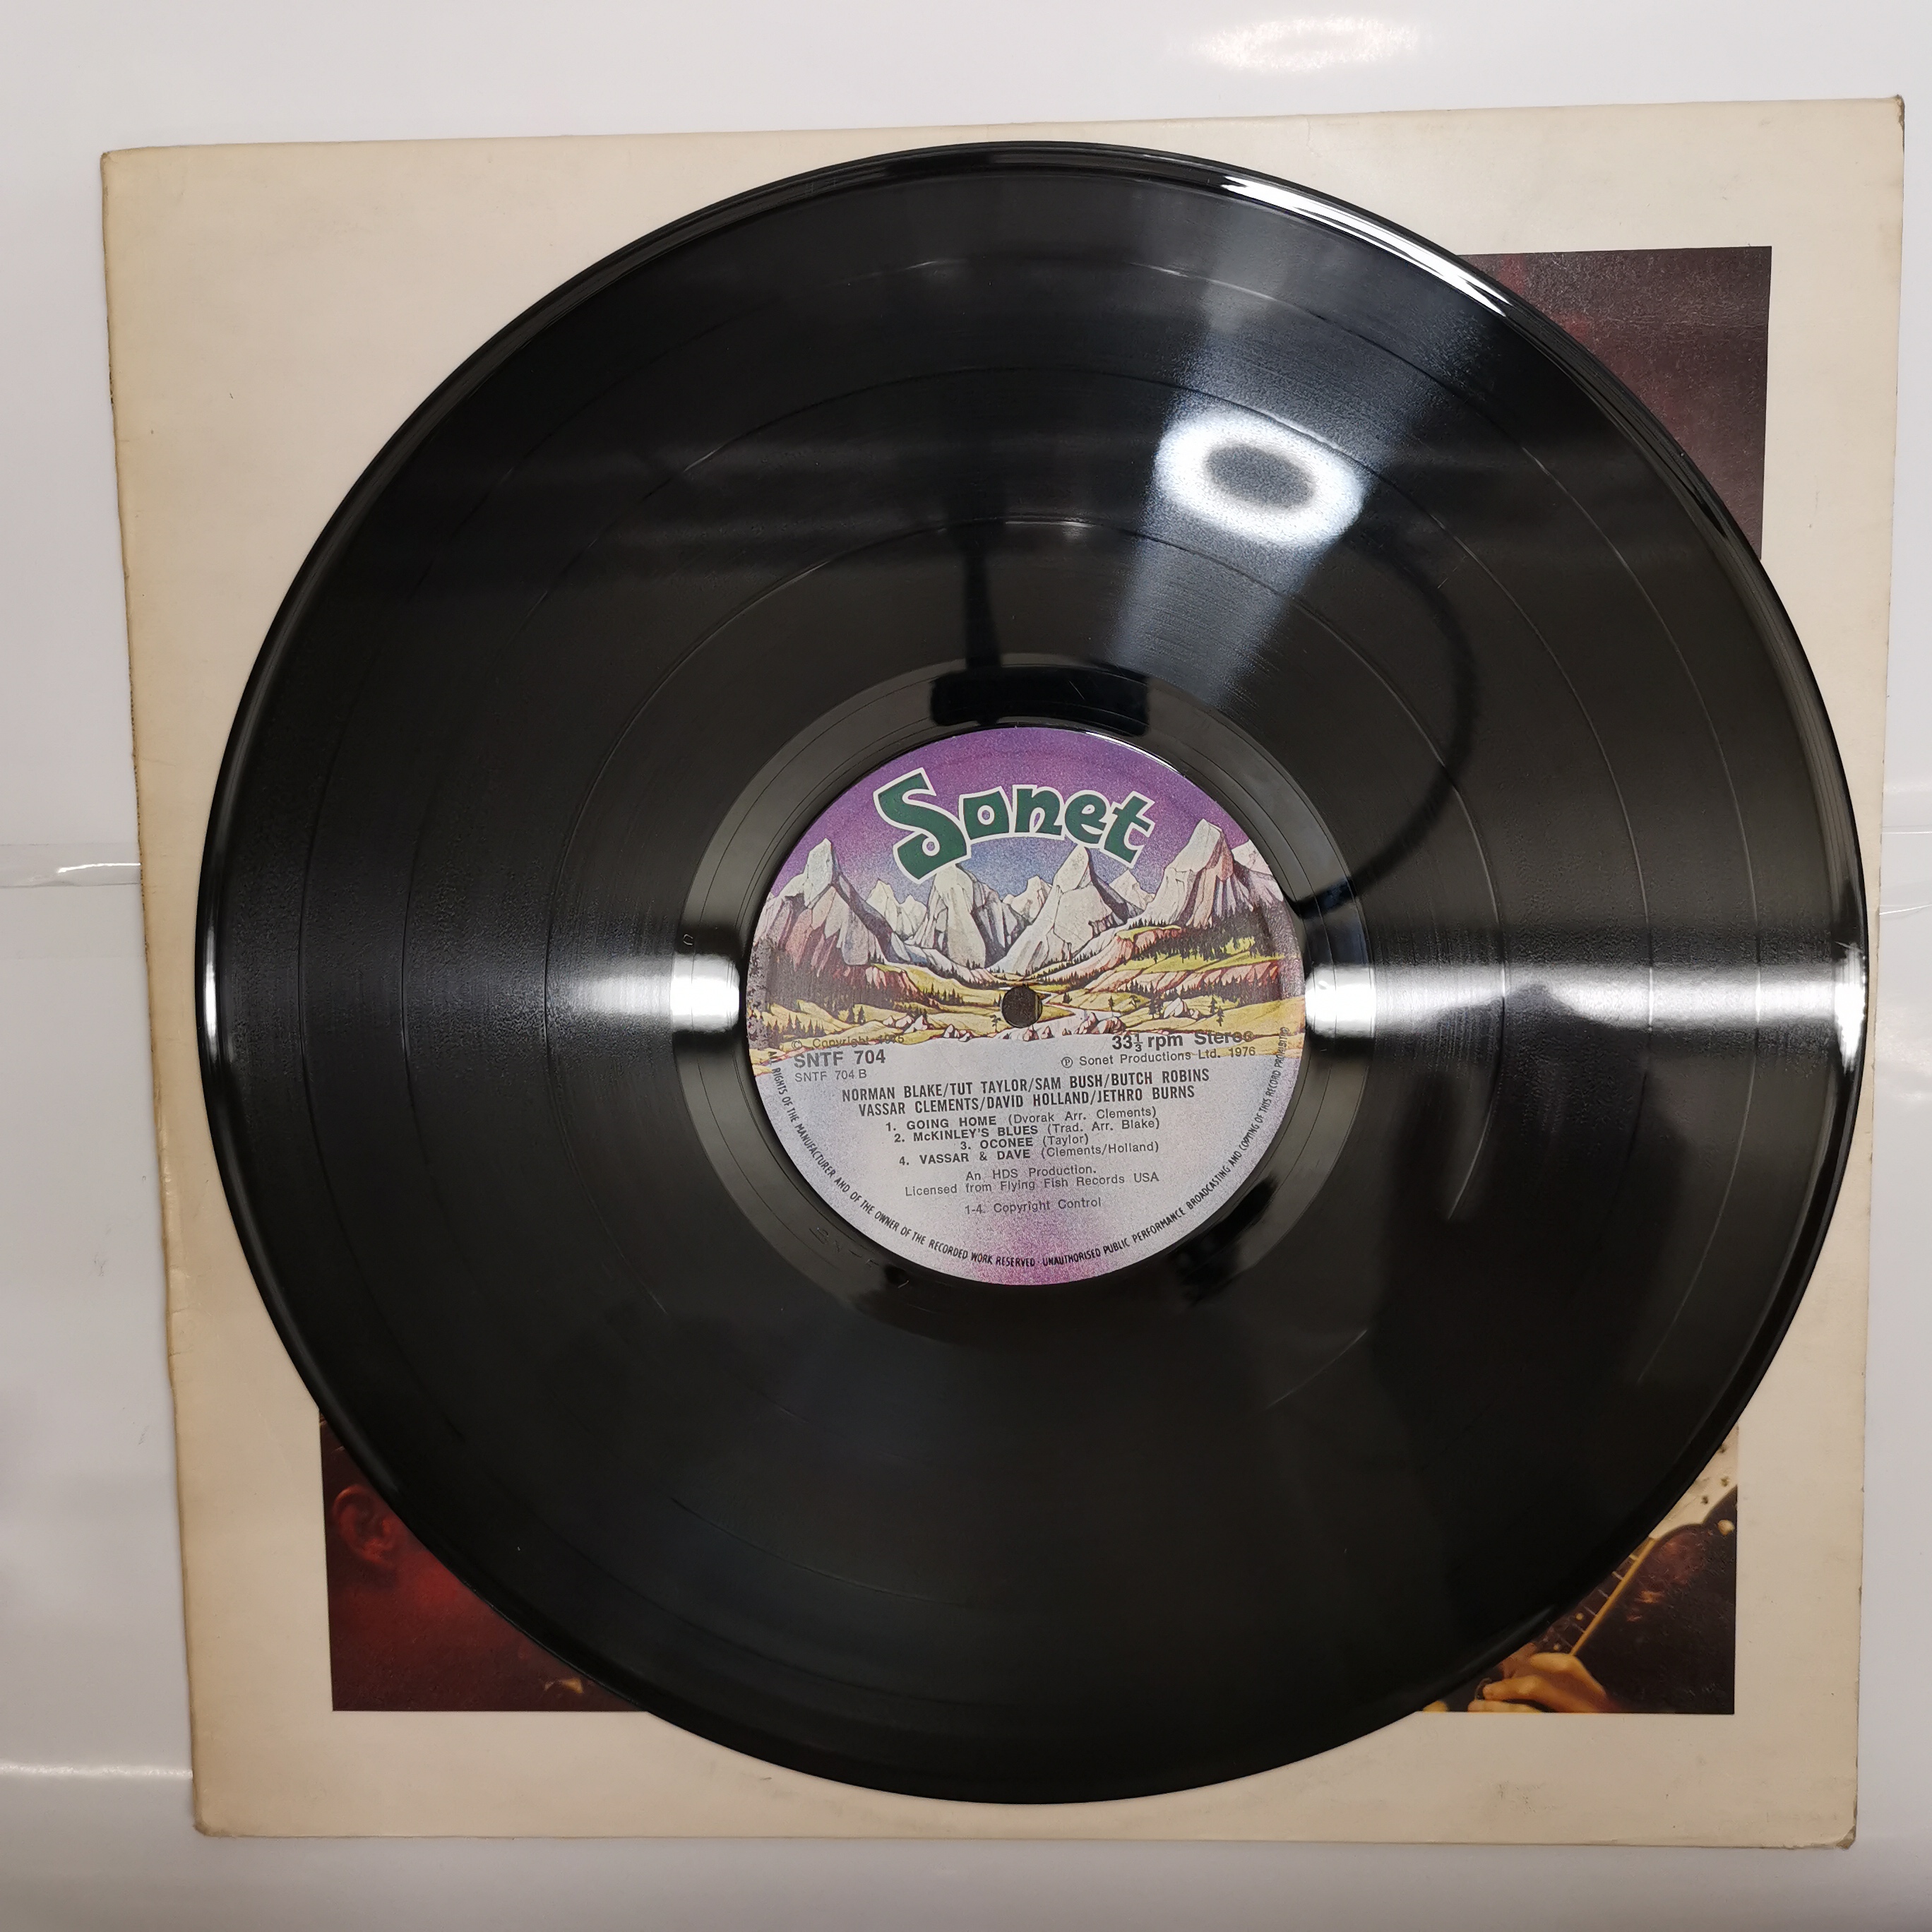 Sonet
© Copyright 1975
33⅓ rpm Stereo
SNTF 704
℗ Sonet Productions Ltd. 1976
SNTF 704 B
NORMAN BLAKE/TUT TAYLOR/SAM BUSH/BUTCH ROBINS
VASSAR CLEMENTS/DAVID HOLLAND/JETHRO BURNS
1. GOING HOME (Dvorak Arr. Clements)
2. McKINLEY'S BLUES (Trad. Arr. Blake)
3. OCONEE (Taylor)
4. VASSAR & DAVE (Clements/Holland)
An HDS Production.
Licensed from Flying Fish Records USA
1-4. Copyright Control
ALL RIGHTS OF THE MANUFACTURER AND OF THE OWNER OF THE RECORDED WORK RESERVED · UNAUTHORISED PUBLIC PERFORMANCE BROADCASTING AND COPYING OF THIS RECORD PROHIBITED